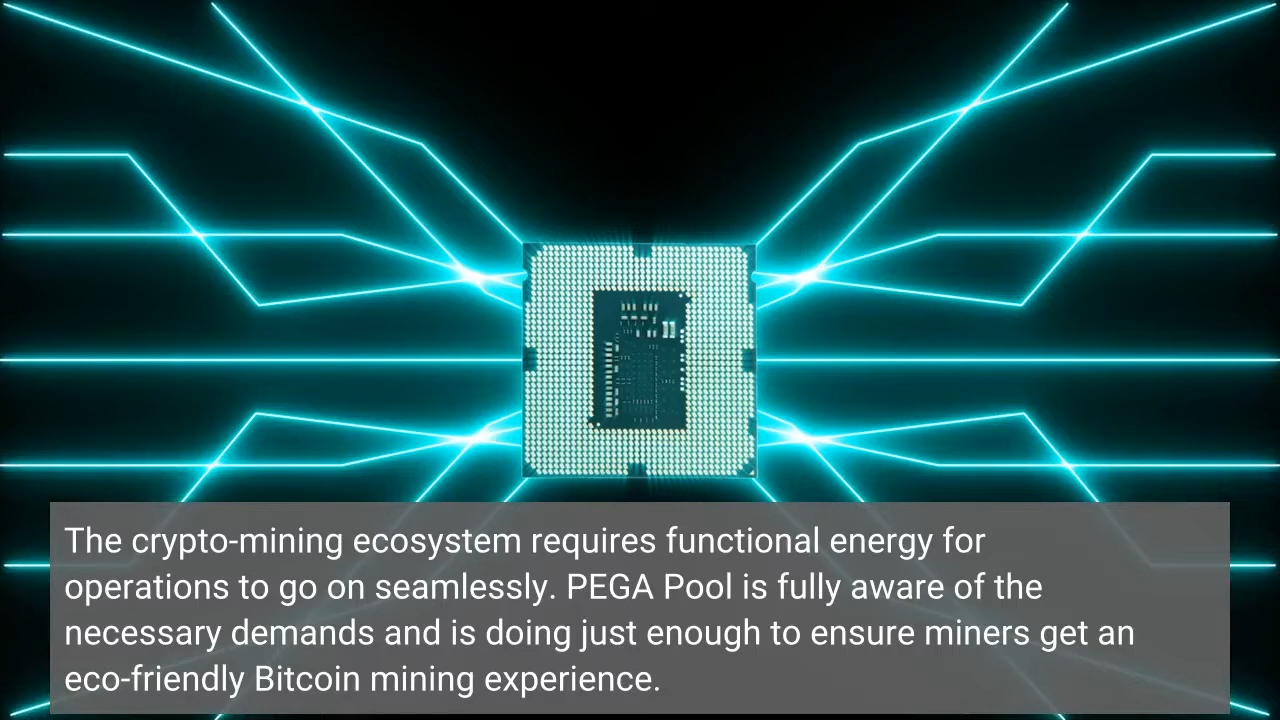 The crypto-mining ecosystem requires functional energy for
operations to go on seamlessly. PEGA Pool is fully aware of the
necessary demands and is doing just enough to ensure miners get an
eco-friendly Bitcoin mining experience.